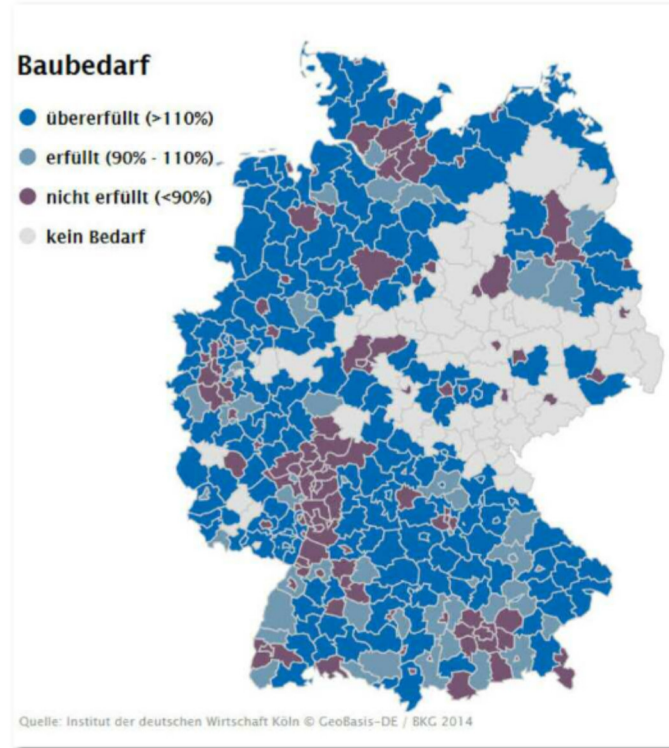 Baubedarf
übererfüllt (>110%)
erfüllt (90% - 110%)
nicht erfüllt (<90%)
kein Bedarf
Quelle: Institut der deutschen Wirtschaft Köln © GeoBasis-DE / BKG 2014